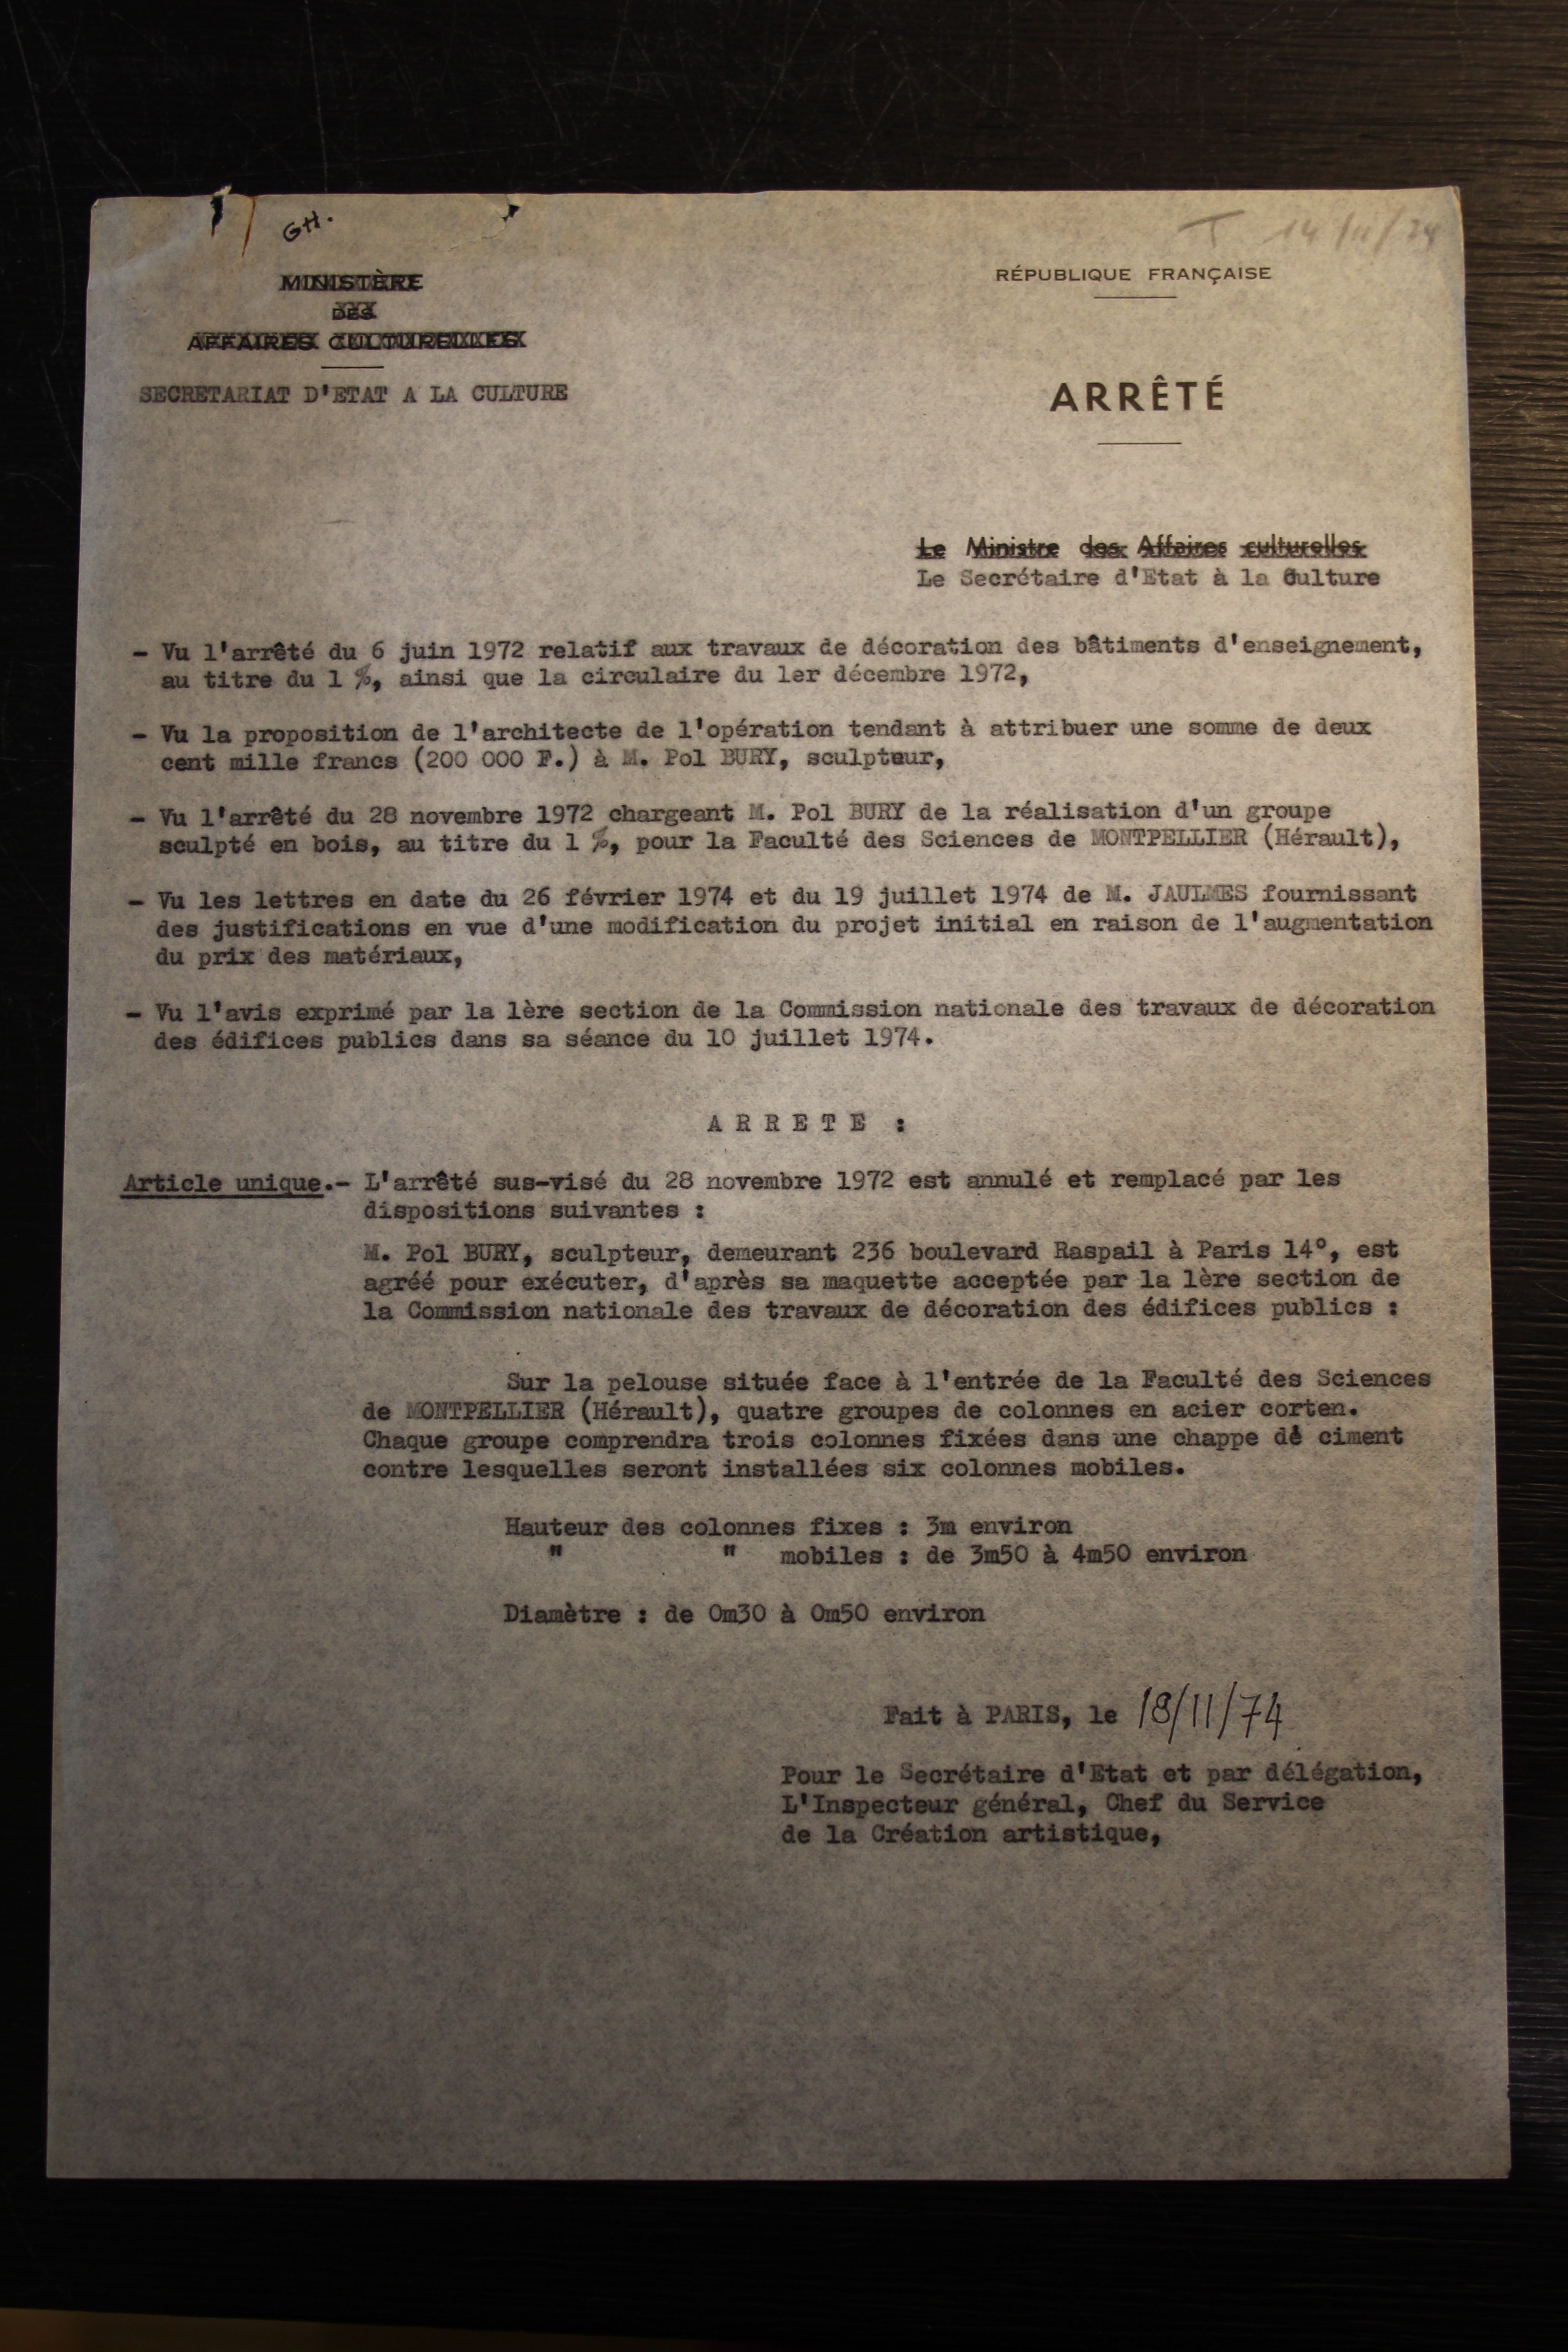 GH.
T 14/11/74
MINISTÈRE
DES
AFFAIRES CULTURELLES
SECRETARIAT D'ETAT A LA CULTURE
RÉPUBLIQUE FRANÇAISE
ARRÊTÉ
Le Ministre des Affaires culturelles
Le Secrétaire d'Etat à la Culture
- Vu l'arrêté du 6 juin 1972 relatif aux travaux de décoration des bâtiments d'enseignement,
au titre du 1 %, ainsi que la circulaire du 1er décembre 1972,
- Vu la proposition de l'architecte de l'opération tendant à attribuer une somme de deux
cent mille francs (200 000 F.) à M. Pol BURY, sculpteur,
- Vu l'arrêté du 28 novembre 1972 chargeant M. Pol BURY de la réalisation d'un groupe
sculpté en bois, au titre du 1 %, pour la Faculté des Sciences de MONTPELLIER (Hérault),
- Vu les lettres en date du 26 février 1974 et du 19 juillet 1974 de M. JAULMES fournissant
des justifications en vue d'une modification du projet initial en raison de l'augmentation
du prix des matériaux,
- Vu l'avis exprimé par la 1ère section de la Commission nationale des travaux de décoration
des édifices publics dans sa séance du 10 juillet 1974.
A R R E T E :
Article unique.- L'arrêté sus-visé du 28 novembre 1972 est annulé et remplacé par les
dispositions suivantes :
M. Pol BURY, sculpteur, demeurant 236 boulevard Raspail à Paris 14°, est
agréé pour exécuter, d'après sa maquette acceptée par la 1ère section de
la Commission nationale des travaux de décoration des édifices publics :
Sur la pelouse située face à l'entrée de la Faculté des Sciences
de MONTPELLIER (Hérault), quatre groupes de colonnes en acier corten.
Chaque groupe comprendra trois colonnes fixées dans une chappe de ciment
contre lesquelles seront installées six colonnes mobiles.
Hauteur des colonnes fixes : 3m environ
" " mobiles : de 3m50 à 4m50 environ
Diamètre : de 0m30 à 0m50 environ
Fait à PARIS, le 18/11/74
Pour le Secrétaire d'Etat et par délégation,
L'Inspecteur général, Chef du Service
de la Création artistique,